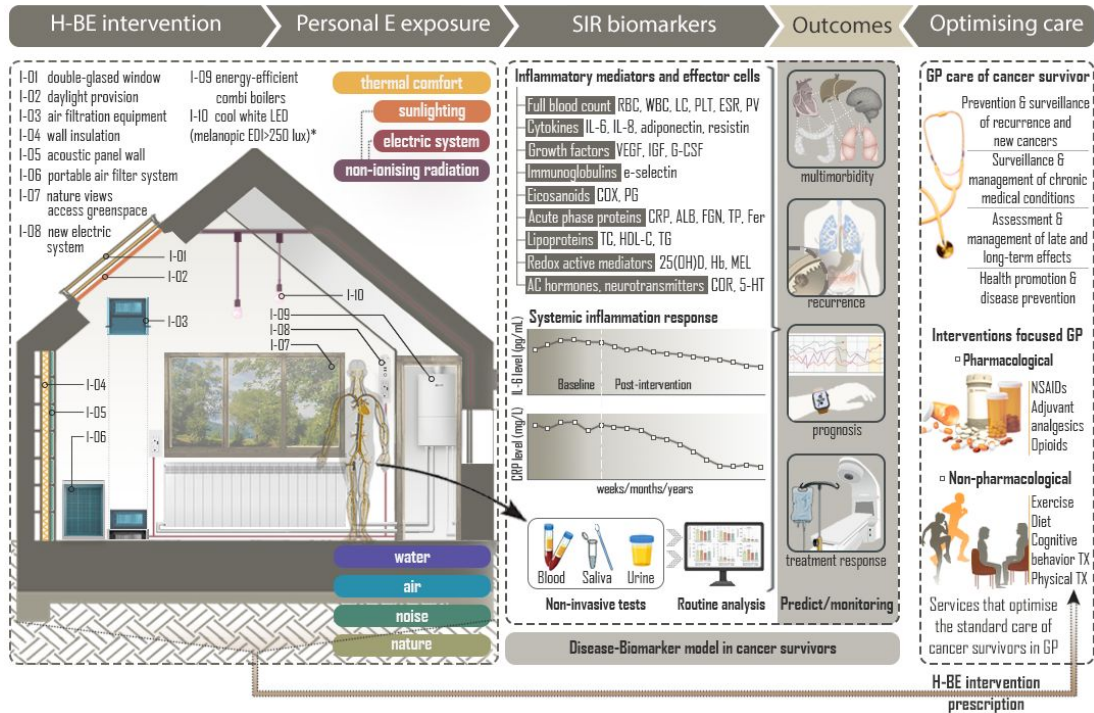 H-BE intervention
Personal E exposure
SIR biomarkers
Outcomes
Optimising care
I-01 double-glased window
I-02 daylight provision
I-03 air filtration equipment
I-04 wall insulation
I-05 acoustic panel wall
I-06 portable air filter system
I-07 nature views
access greenspace
I-08 new electric
system
I-09 energy-efficient
combi boilers
I-10 cool white LED
(melanopic EDI>250 lux)*
thermal comfort
sunlighting
electric system
non-ionising radiation
I-01
I-02
I-03
I-10
I-09
I-08
I-07
I-04
I-05
I-06
water
air
noise
nature
Inflammatory mediators and effector cells
Full blood count RBC, WBC, LC, PLT, ESR, PV
Cytokines IL-6, IL-8, adiponectin, resistin
Growth factors VEGF, IGF, G-CSF
Immunoglobulins e-selectin
Eicosanoids COX, PG
Acute phase proteins CRP, ALB, FGN, TP, Fer
Lipoproteins TC, HDL-C, TG
Redox active mediators 25(OH)D, Hb, MEL
AC hormones, neurotransmitters COR, 5-HT
Systemic inflammation response
IL-6 level (pg/mL)
Baseline
Post-intervention
CRP level (mg/L)
weeks/months/years
Blood
Saliva
Urine
Non-invasive tests
Routine analysis
multimorbidity
recurrence
prognosis
treatment response
Predict/monitoring
Disease-Biomarker model in cancer survivors
GP care of cancer survivor
Prevention & surveillance
of recurrence and
new cancers
Surveillance &
management of chronic
medical conditions
Assessment &
management of late and
long-term effects
Health promotion &
disease prevention
Interventions focused GP
Pharmacological
NSAIDs
Adjuvant
analgesics
Opioids
Non-pharmacological
Exercise
Diet
Cognitive
behavior TX
Physical TX
Services that optimise
the standard care of
cancer survivors in GP
H-BE intervention
prescription